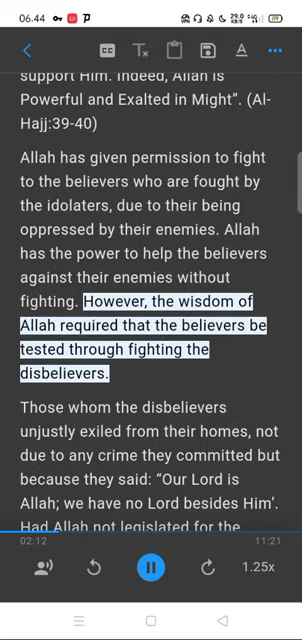 06.44
29.0
89
CC
support Him. Indeed, Allah is
Powerful and Exalted in Might”. (Al-
Hajj:39-40)
Allah has given permission to fight
to the believers who are fought by
the idolaters, due to their being
oppressed by their enemies. Allah
has the power to help the believers
against their enemies without
fighting. However, the wisdom of
Allah required that the believers be
tested through fighting the
disbelievers.
Those whom the disbelievers
unjustly exiled from their homes, not
due to any crime they committed but
because they said: “Our Lord is
Allah; we have no Lord besides Him’.
Had Allah not legislated for the
02:12
11:21
1.25x